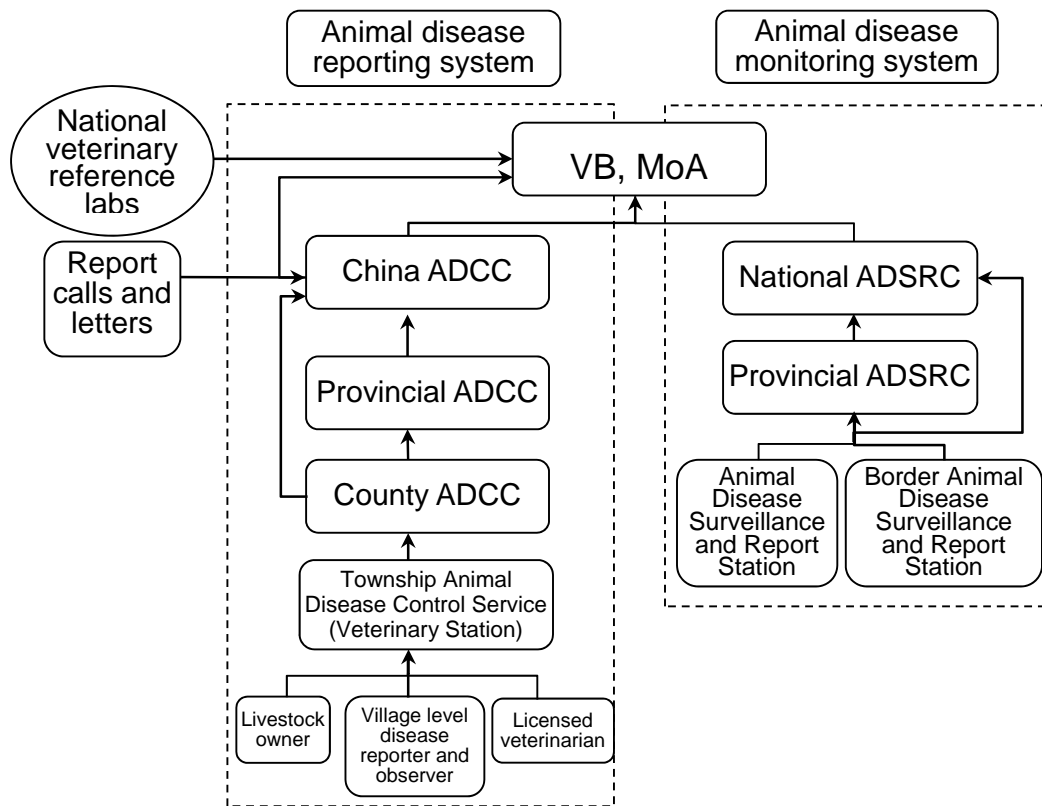 Animal disease
reporting system
Animal disease
monitoring system
National
veterinary
reference
labs
VB, MoA
Report
calls and
letters
China ADCC
National ADSRC
Provincial ADCC
Provincial ADSRC
County ADCC
Animal
Disease
Surveillance
and Report
Station
Border Animal
Disease
Surveillance
and Report
Station
Township Animal
Disease Control Service
(Veterinary Station)
Livestock
owner
Village level
disease
reporter and
observer
Licensed
veterinarian